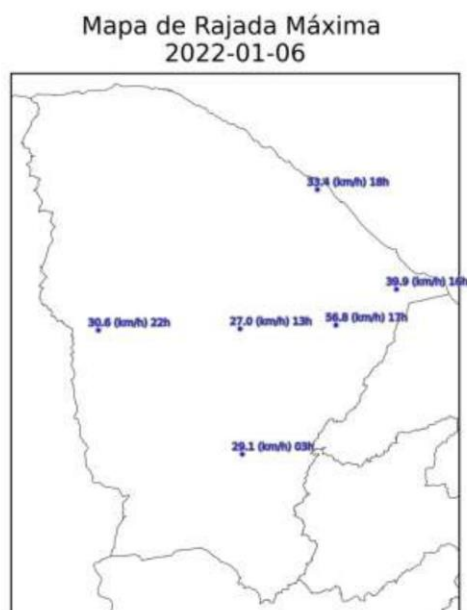 Mapa de Rajada Máxima
2022-01-06
33.4 (km/h) 18h
39.9 (km/h) 16h
30.6 (km/h) 22h
27.0 (km/h) 13h
56.8 (km/h) 17h
29.1 (km/h) 03h